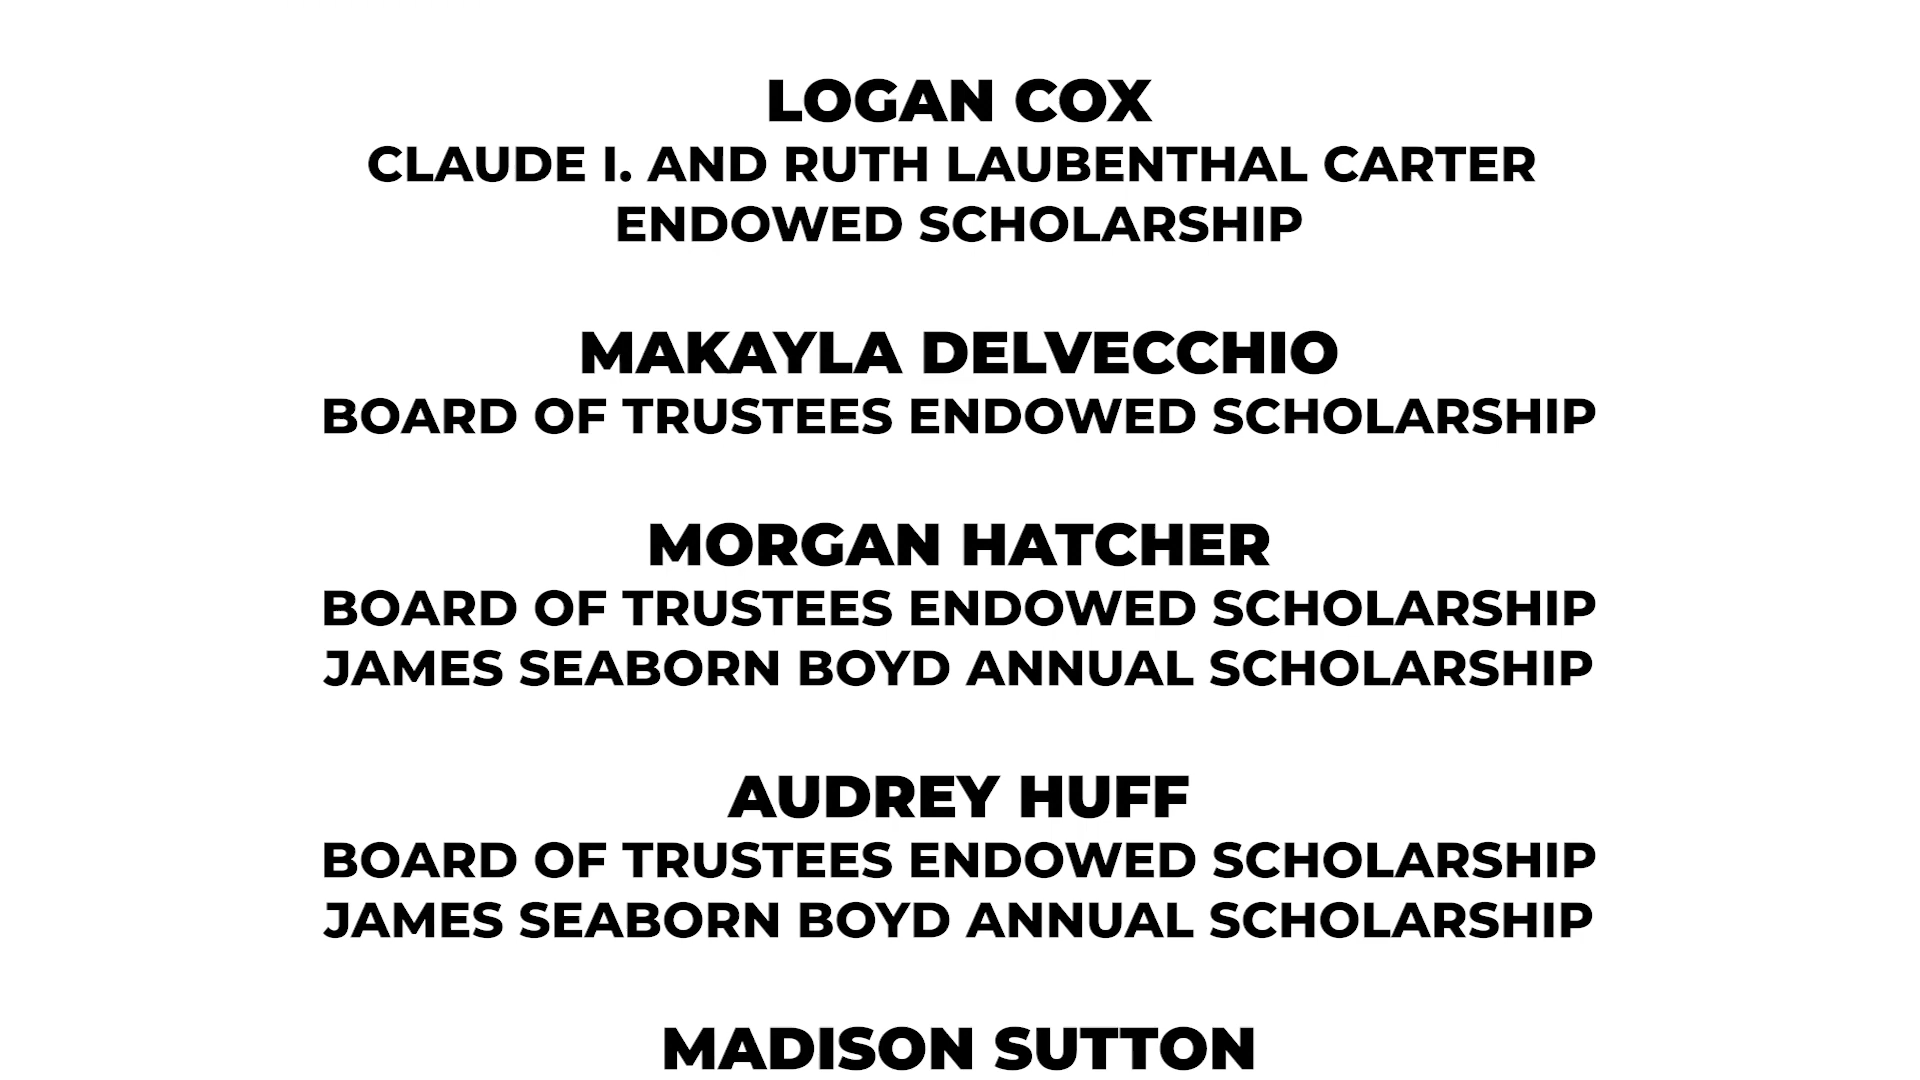 LOGAN COX
CLAUDE I. AND RUTH LAUBENTHAL CARTER
ENDOWED SCHOLARSHIP
MAKAYLA DELVECCHIO
BOARD OF TRUSTEES ENDOWED SCHOLARSHIP
MORGAN HATCHER
BOARD OF TRUSTEES ENDOWED SCHOLARSHIP
JAMES SEABORN BOYD ANNUAL SCHOLARSHIP
AUDREY HUFF
BOARD OF TRUSTEES ENDOWED SCHOLARSHIP
JAMES SEABORN BOYD ANNUAL SCHOLARSHIP
MADISON SUTTON